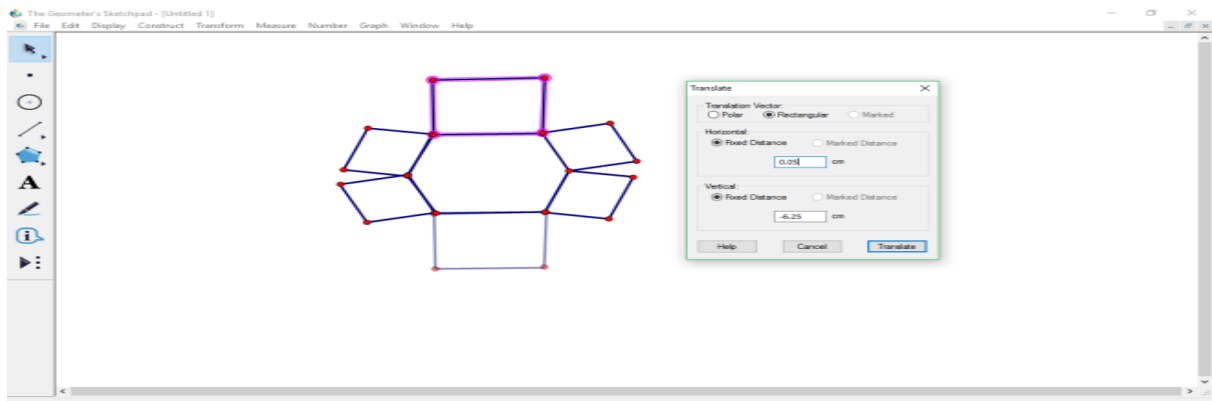 The Geometer's Sketchpad - [Untitled 1]
File Edit Display Construct Transform Measure Number Graph Window Help
A
Translate
Translation Vector:
Polar Rectangular Marked
Horizontal:
Fixed Distance Marked Distance
0.05 cm
Vertical:
Fixed Distance Marked Distance
-6.25 cm
Help Cancel Translate